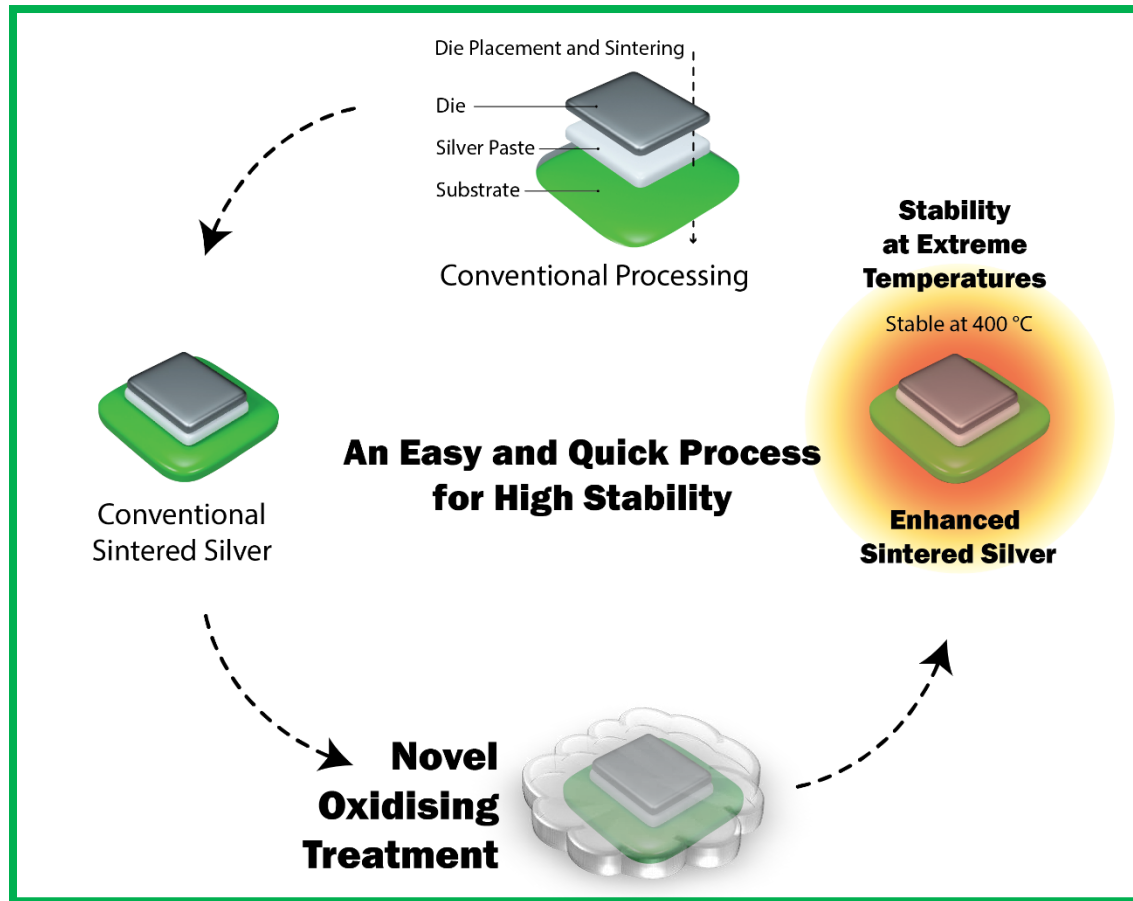 Die Placement and Sintering
Die
Silver Paste
Substrate
Conventional Processing
Stability
at Extreme
Temperatures
Stable at 400 °C
Enhanced
Sintered Silver
An Easy and Quick Process
for High Stability
Conventional
Sintered Silver
Novel
Oxidising
Treatment